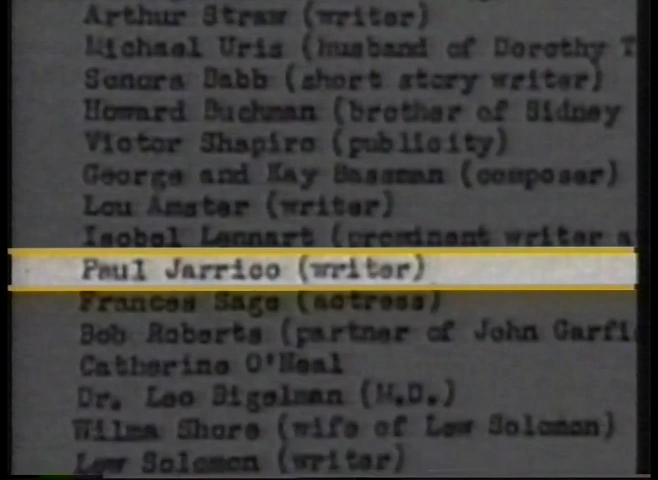 Arthur Straw (writer)
Michael Uris (husband of Dorothy T
Sonora Babb (short story writer)
Howard Buchman (brother of Sidney
Victor Shapiro (publicity)
George and Kay Bassman (composer)
Lou Amster (writer)
Isobel Lennart (prominent writer a
Paul Jarrico (writer)
Frances Sage (actress)
Bob Roberts (partner of John Garfi
Catherine O'Neal
Dr. Leo Bigelman (M.D.)
Wilma Shore (wife of Lew Solomon)
Lew Solomon (writer)